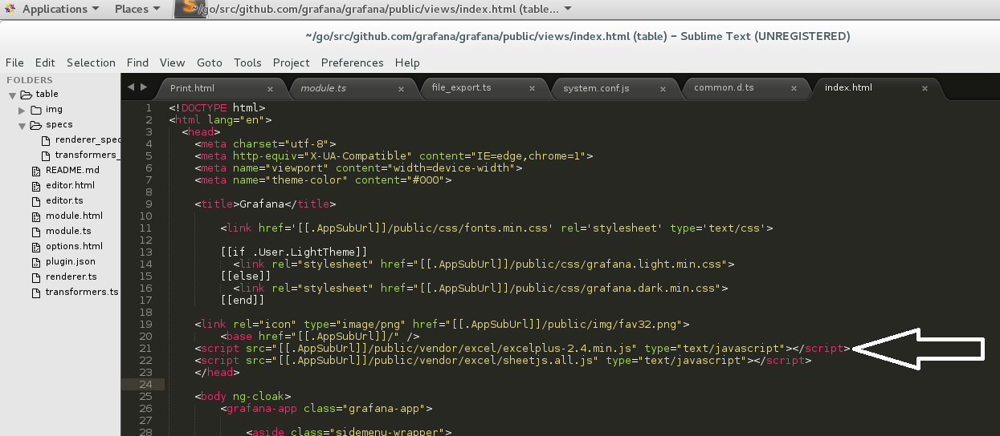 Applications Places ~/go/src/github.com/grafana/grafana/public/views/index.html (table...
~/go/src/github.com/grafana/grafana/public/views/index.html (table) – Sublime Text (UNREGISTERED)
File Edit Selection Find View Goto Tools Project Preferences Help
FOLDERS
table
img
specs
renderer_spec
transformers_
README.md
editor.html
editor.ts
module.html
module.ts
options.html
plugin.json
renderer.ts
transformers.ts
Print.html × module.ts × file_export.ts × system.conf.js × common.d.ts × index.html ×
1 <!DOCTYPE html>
2 <html lang="en">
3 <head>
4 <meta charset="utf-8">
5 <meta http-equiv="X-UA-Compatible" content="IE=edge,chrome=1">
6 <meta name="viewport" content="width=device-width">
7 <meta name="theme-color" content="#000">
8
9 <title>Grafana</title>
10
11 <link href='[[.AppSubUrl]]/public/css/fonts.min.css' rel='stylesheet' type='text/css'>
12
13 [[if .User.LightTheme]]
14 <link rel="stylesheet" href="[[.AppSubUrl]]/public/css/grafana.light.min.css">
15 [[else]]
16 <link rel="stylesheet" href="[[.AppSubUrl]]/public/css/grafana.dark.min.css">
17 [[end]]
18
19 <link rel="icon" type="image/png" href="[[.AppSubUrl]]/public/img/fav32.png">
20 <base href="[[.AppSubUrl]]/" />
21 <script src="[[.AppSubUrl]]/public/vendor/excel/excelplus-2.4.min.js" type="text/javascript"></script>
22 <script src="[[.AppSubUrl]]/public/vendor/excel/sheetjs.all.js" type="text/javascript"></script>
23 </head>
24
25 <body ng-cloak>
26 <grafana-app class="grafana-app">
27
28 <aside class="sidemenu-wrapper">